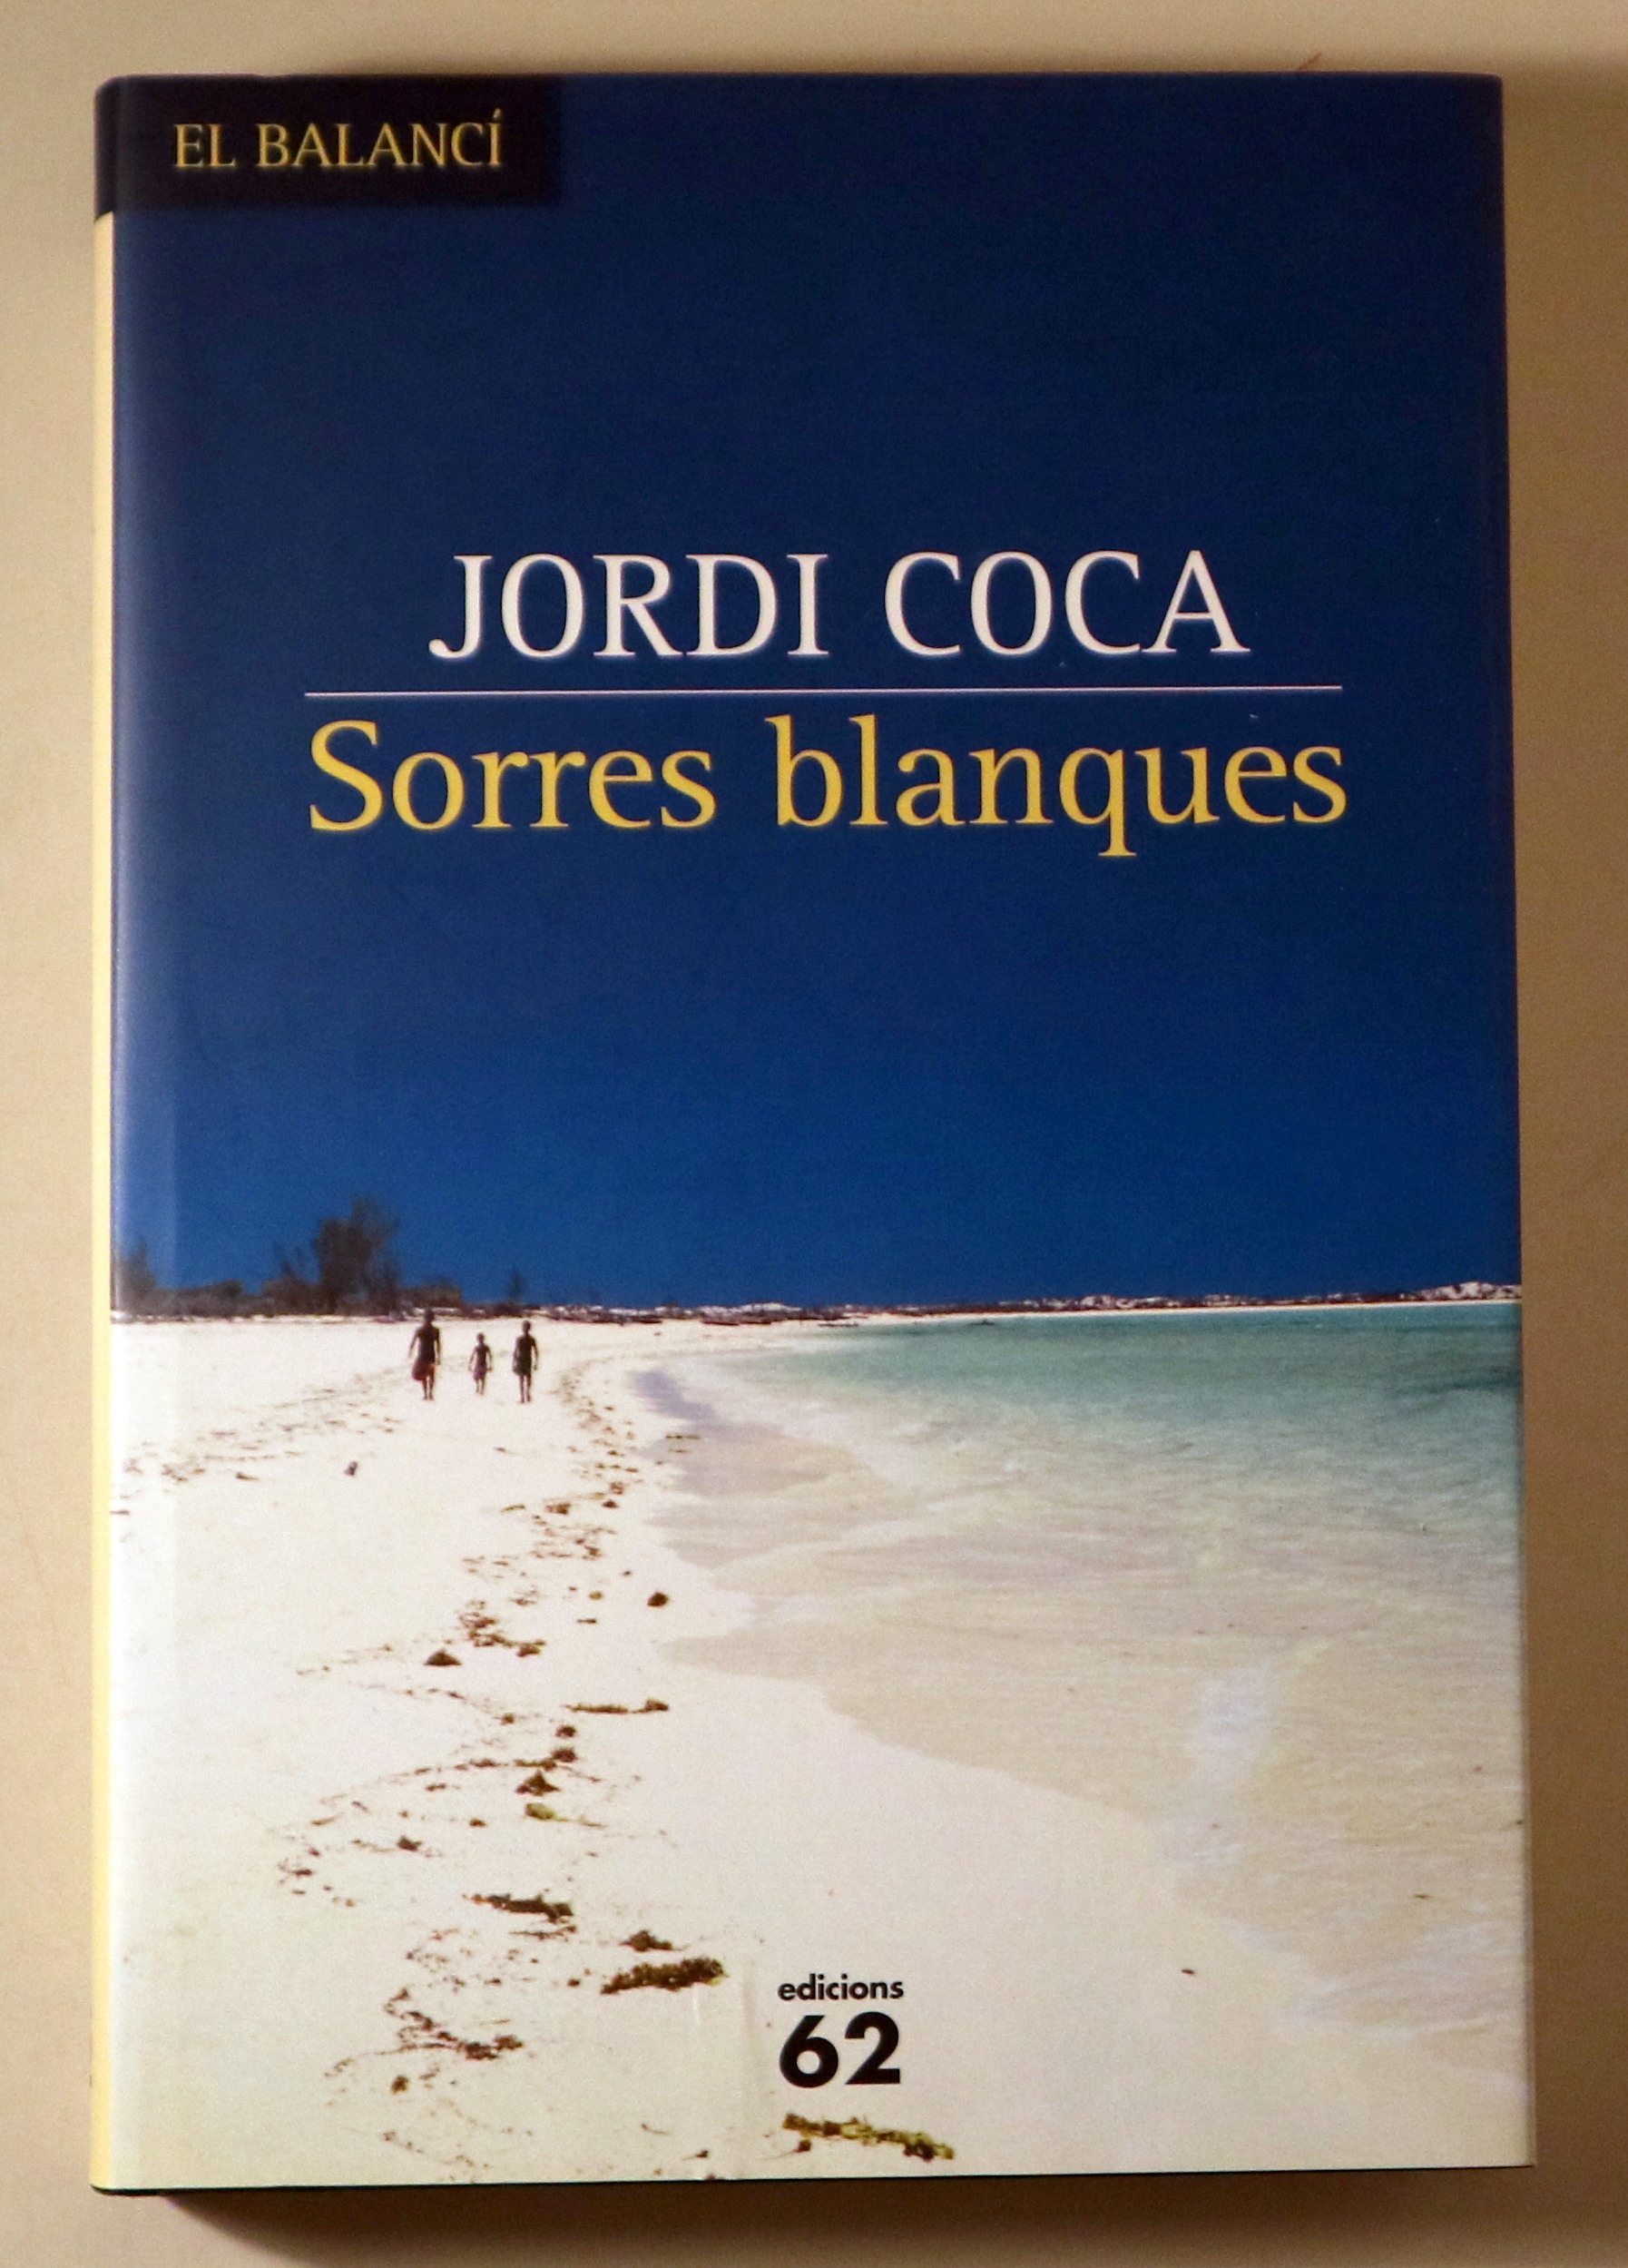 EL BALANCÍ
JORDI COCA
Sorres blanques
edicions
62